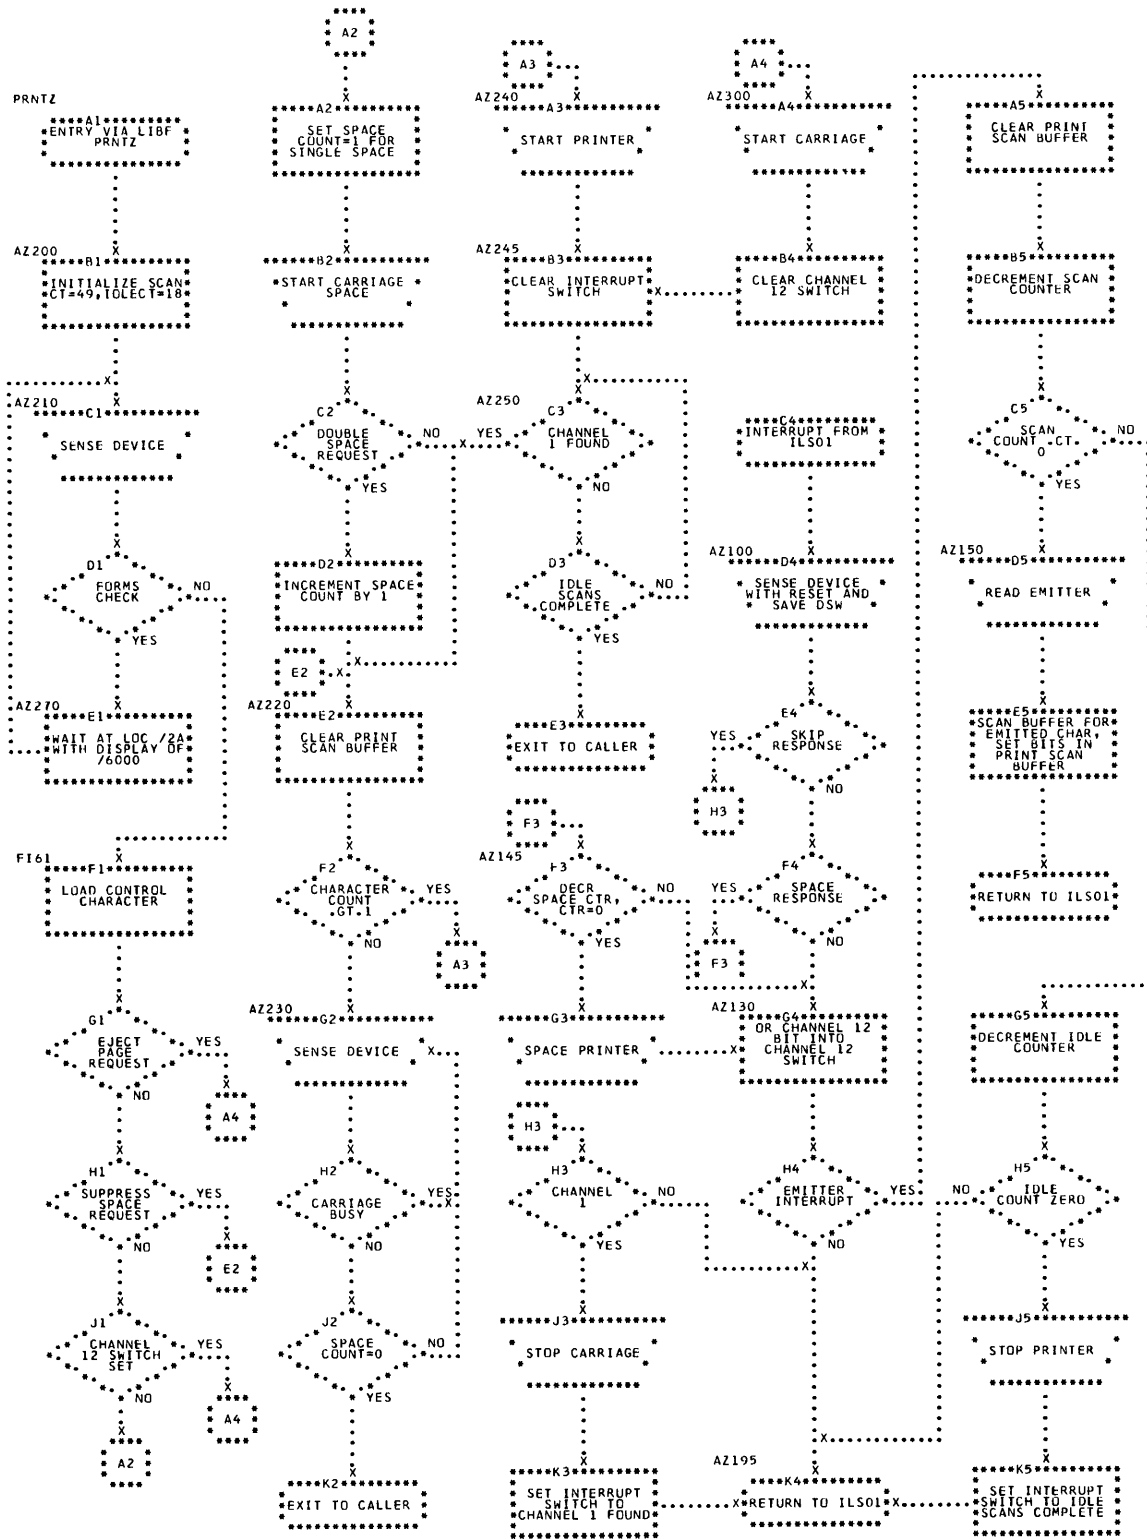 PRNTZ
A1
ENTRY VIA LIBF
PRNTZ
AZ200
B1
INITIALIZE SCAN
CT=49,IDLECT=18
AZ210
C1
SENSE DEVICE
D1
FORMS
CHECK
NO
YES
AZ270
E1
WAIT AT LOC /2A
WITH DISPLAY OF
/6000
FI61
F1
LOAD CONTROL
CHARACTER
G1
EJECT
PAGE
REQUEST
YES
NO
A4
H1
SUPPRESS
SPACE
REQUEST
YES
NO
E2
J1
CHANNEL
12 SWITCH
SET
YES
NO
A4
A2
A2
A2
SET SPACE
COUNT=1 FOR
SINGLE SPACE
B2
START CARRIAGE
SPACE
C2
DOUBLE
SPACE
REQUEST
NO
YES
D2
INCREMENT SPACE
COUNT BY 1
E2
AZ220
E2
CLEAR PRINT
SCAN BUFFER
F2
CHARACTER
COUNT
.GT.1
YES
NO
A3
AZ230
G2
SENSE DEVICE
H2
CARRIAGE
BUSY
YES
NO
J2
SPACE
COUNT=0
NO
YES
K2
EXIT TO CALLER
A3
AZ240
A3
START PRINTER
AZ245
B3
CLEAR INTERRUPT
SWITCH
AZ250
C3
CHANNEL
1 FOUND
YES
NO
D3
IDLE
SCANS
COMPLETE
NO
YES
E3
EXIT TO CALLER
F3
AZ145
F3
DECR
SPACE CTR,
CTR=0
NO
YES
G3
SPACE PRINTER
H3
H3
CHANNEL
1
NO
YES
J3
STOP CARRIAGE
K3
SET INTERRUPT
SWITCH TO
CHANNEL 1 FOUND
A4
AZ300
A4
START CARRIAGE
B4
CLEAR CHANNEL
12 SWITCH
C4
INTERRUPT FROM
ILS01
AZ100
D4
SENSE DEVICE
WITH RESET AND
SAVE DSW
E4
SKIP
RESPONSE
YES
NO
H3
F4
SPACE
RESPONSE
YES
NO
F3
AZ130
G4
OR CHANNEL 12
BIT INTO
CHANNEL 12
SWITCH
H4
EMITTER
INTERRUPT
YES
NO
AZ195
K4
RETURN TO ILS01
A5
CLEAR PRINT
SCAN BUFFER
B5
DECREMENT SCAN
COUNTER
C5
SCAN
COUNT .GT.
0
NO
YES
AZ150
D5
READ EMITTER
E5
SCAN BUFFER FOR
EMITTED CHAR,
SET BITS IN
PRINT SCAN
BUFFER
F5
RETURN TO ILS01
G5
DECREMENT IDLE
COUNTER
H5
IDLE
COUNT ZERO
NO
YES
J5
STOP PRINTER
K5
SET INTERRUPT
SWITCH TO IDLE
SCANS COMPLETE